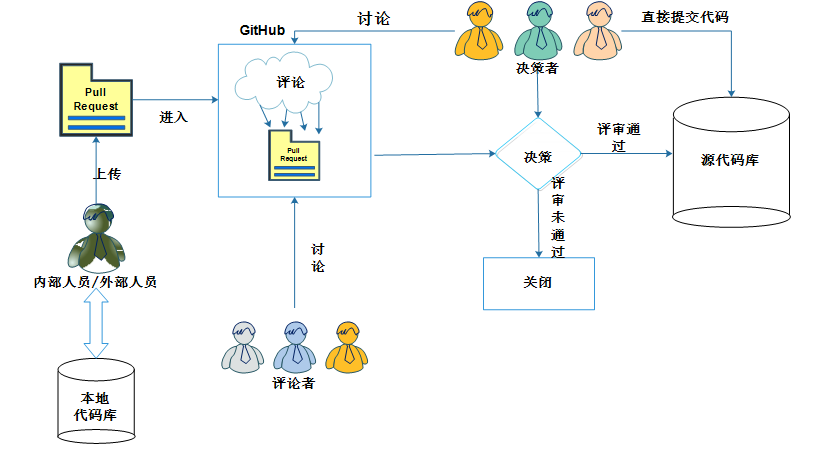 GitHub
讨论
直接提交代码
决策者
评论
Pull
Request
进入
Pull
Request
决策
评审通
过
源代码库
上传
评
审
未
通
过
内部人员/外部人员
讨
论
关闭
评论者
本地
代码库